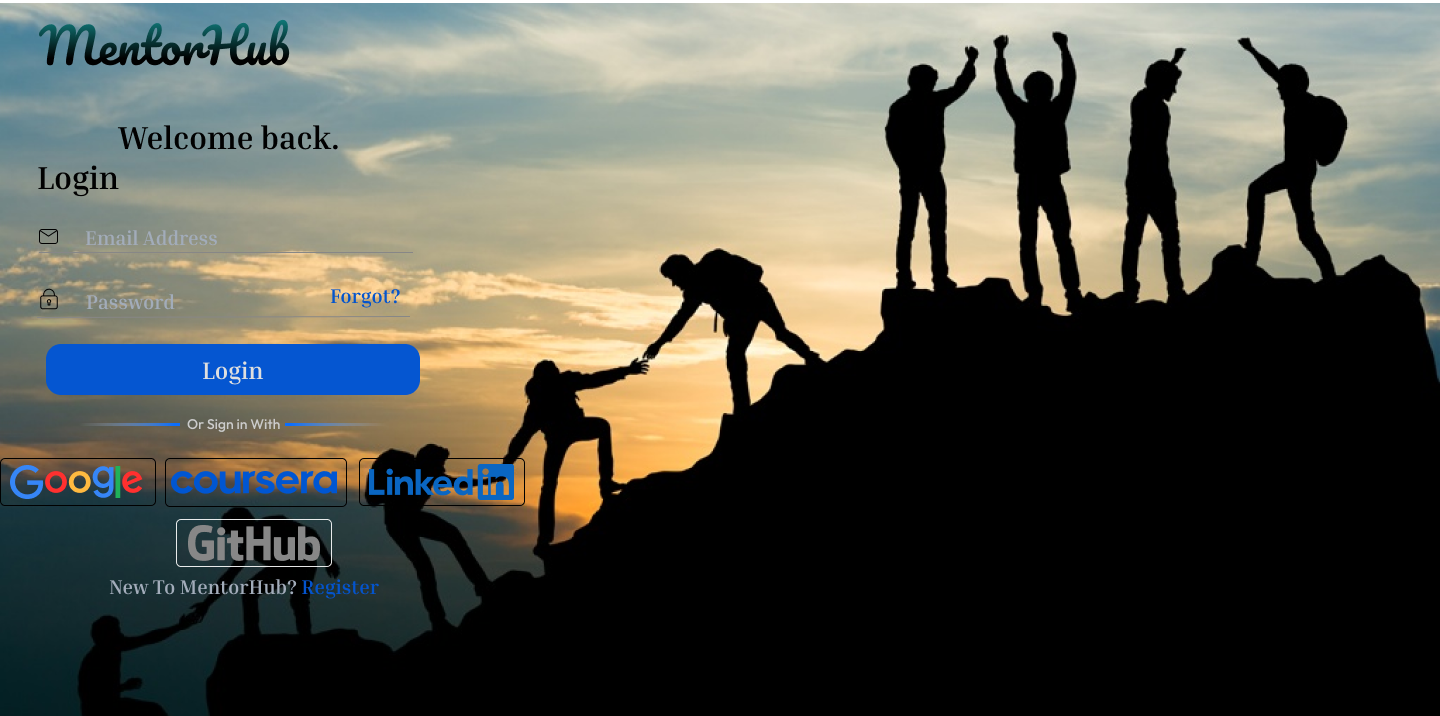 MentorHub
Welcome back.
Login
Email Address
Password
Forgot?
Login
Or Sign in With
Google
coursera
LinkedIn
GitHub
New To MentorHub? Register